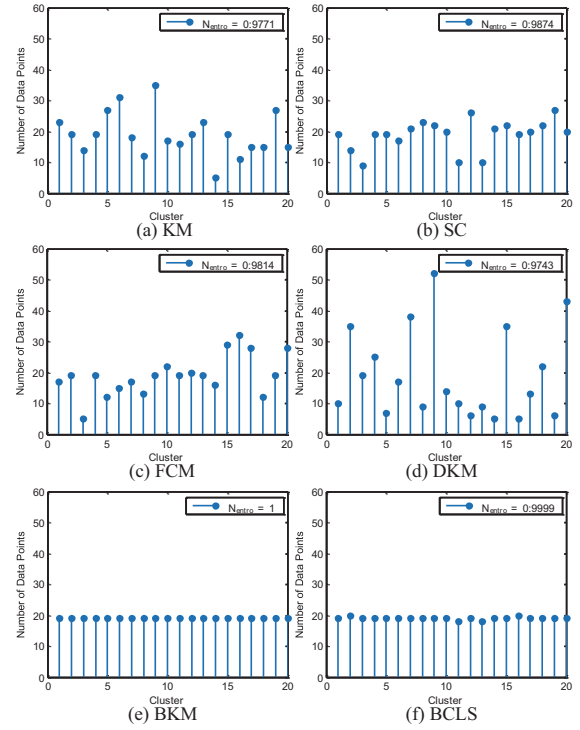 60
50
40
30
20
10
0
0 5 10 15 20
Number of Data Points
Cluster
N_entro = 0:9771
(a) KM
60
50
40
30
20
10
0
0 5 10 15 20
Number of Data Points
Cluster
N_entro = 0:9874
(b) SC
60
50
40
30
20
10
0
0 5 10 15 20
Number of Data Points
Cluster
N_entro = 0:9814
(c) FCM
60
50
40
30
20
10
0
0 5 10 15 20
Number of Data Points
Cluster
N_entro = 0:9743
(d) DKM
60
50
40
30
20
10
0
0 5 10 15 20
Number of Data Points
Cluster
N_entro = 1
(e) BKM
60
50
40
30
20
10
0
0 5 10 15 20
Number of Data Points
Cluster
N_entro = 0:9999
(f) BCLS